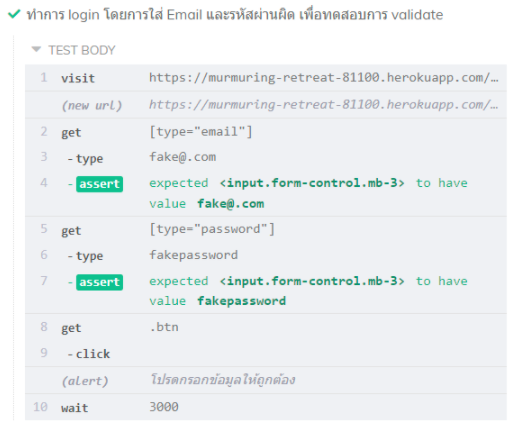 ทำการ login โดยการใส่ Email และรหัสผ่านผิด เพื่อทดสอบการ validate
TEST BODY
1 visit https://murmuring-retreat-81100.herokuapp.com/…
(new url) https://murmuring-retreat-81100.herokuapp.com/…
2 get [type="email"]
3 -type fake@.com
4 -assert expected <input.form-control.mb-3> to have
value fake@.com
5 get [type="password"]
6 -type fakepassword
7 -assert expected <input.form-control.mb-3> to have
value fakepassword
8 get .btn
9 -click
(alert) โปรดกรอกข้อมูลให้ถูกต้อง
10 wait 3000